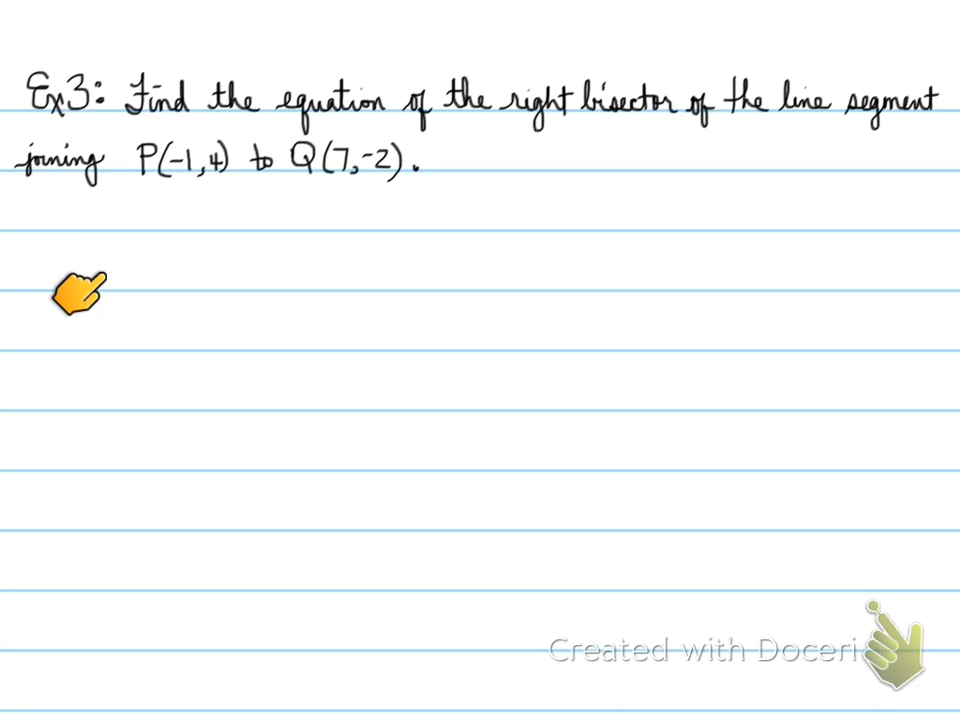 Ex3: Find the equation of the right bisector of the line segment
joining P(-1,4) to Q(7,-2).
Created with Doceri